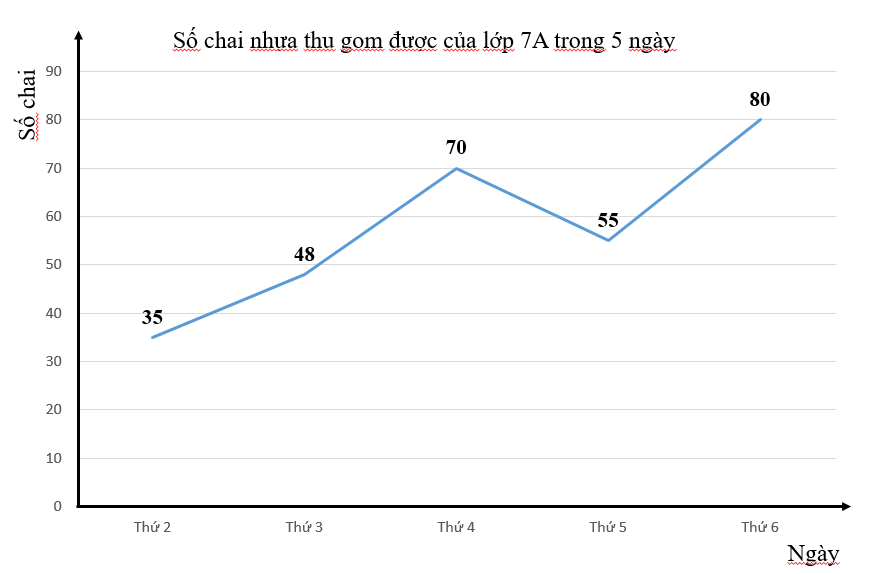 Số chai nhựa thu gom được của lớp 7A trong 5 ngày
Số chai
90
80
70
60
50
40
30
20
10
0
35
48
70
55
80
Thứ 2
Thứ 3
Thứ 4
Thứ 5
Thứ 6
Ngày